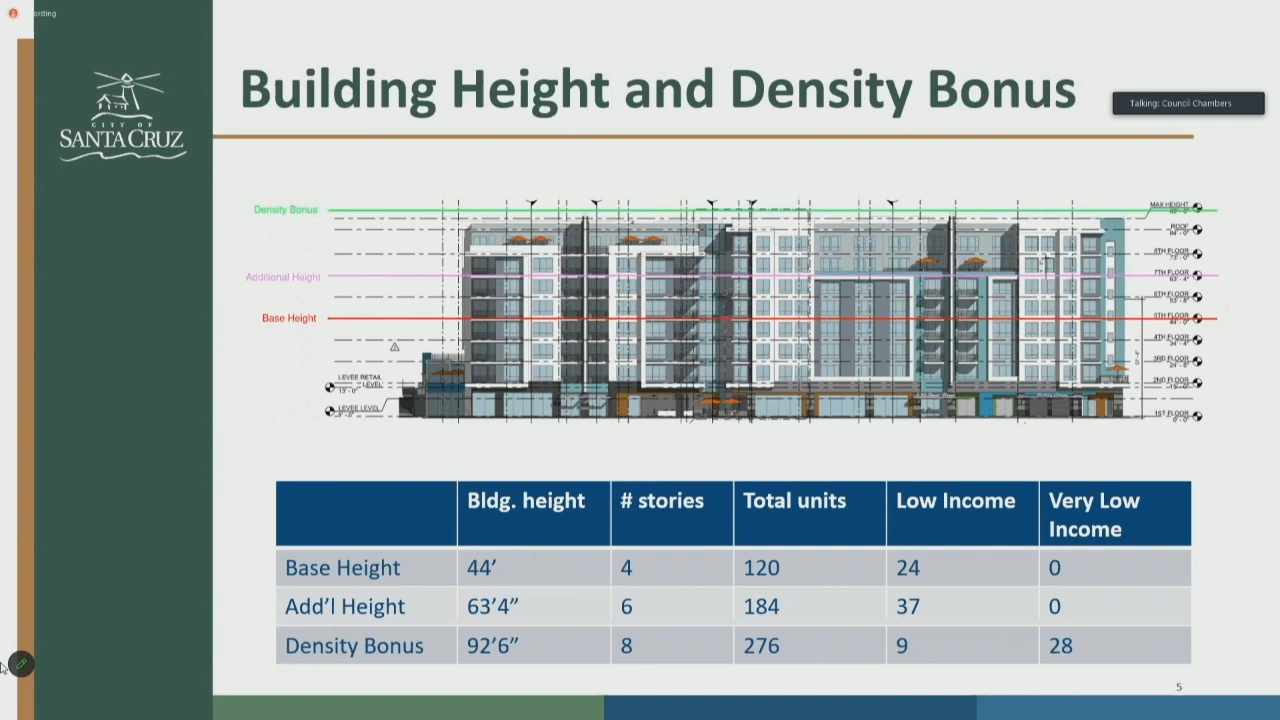 Building Height and Density Bonus
Talking: Council Chambers
CITY OF
SANTA CRUZ
Density Bonus
Additional Height
Base Height
LEVEE RETAIL
LEVEL
13'-0"
LEVEE LEVEL
MAX HEIGHT
ROOF
8TH FLOOR
7TH FLOOR
6TH FLOOR
5TH FLOOR
4TH FLOOR
3RD FLOOR
2ND FLOOR
1ST FLOOR
Bldg. height # stories Total units Low Income Very Low
Income
Base Height 44’ 4 120 24 0
Add’l Height 63’4” 6 184 37 0
Density Bonus 92’6” 8 276 9 28
5